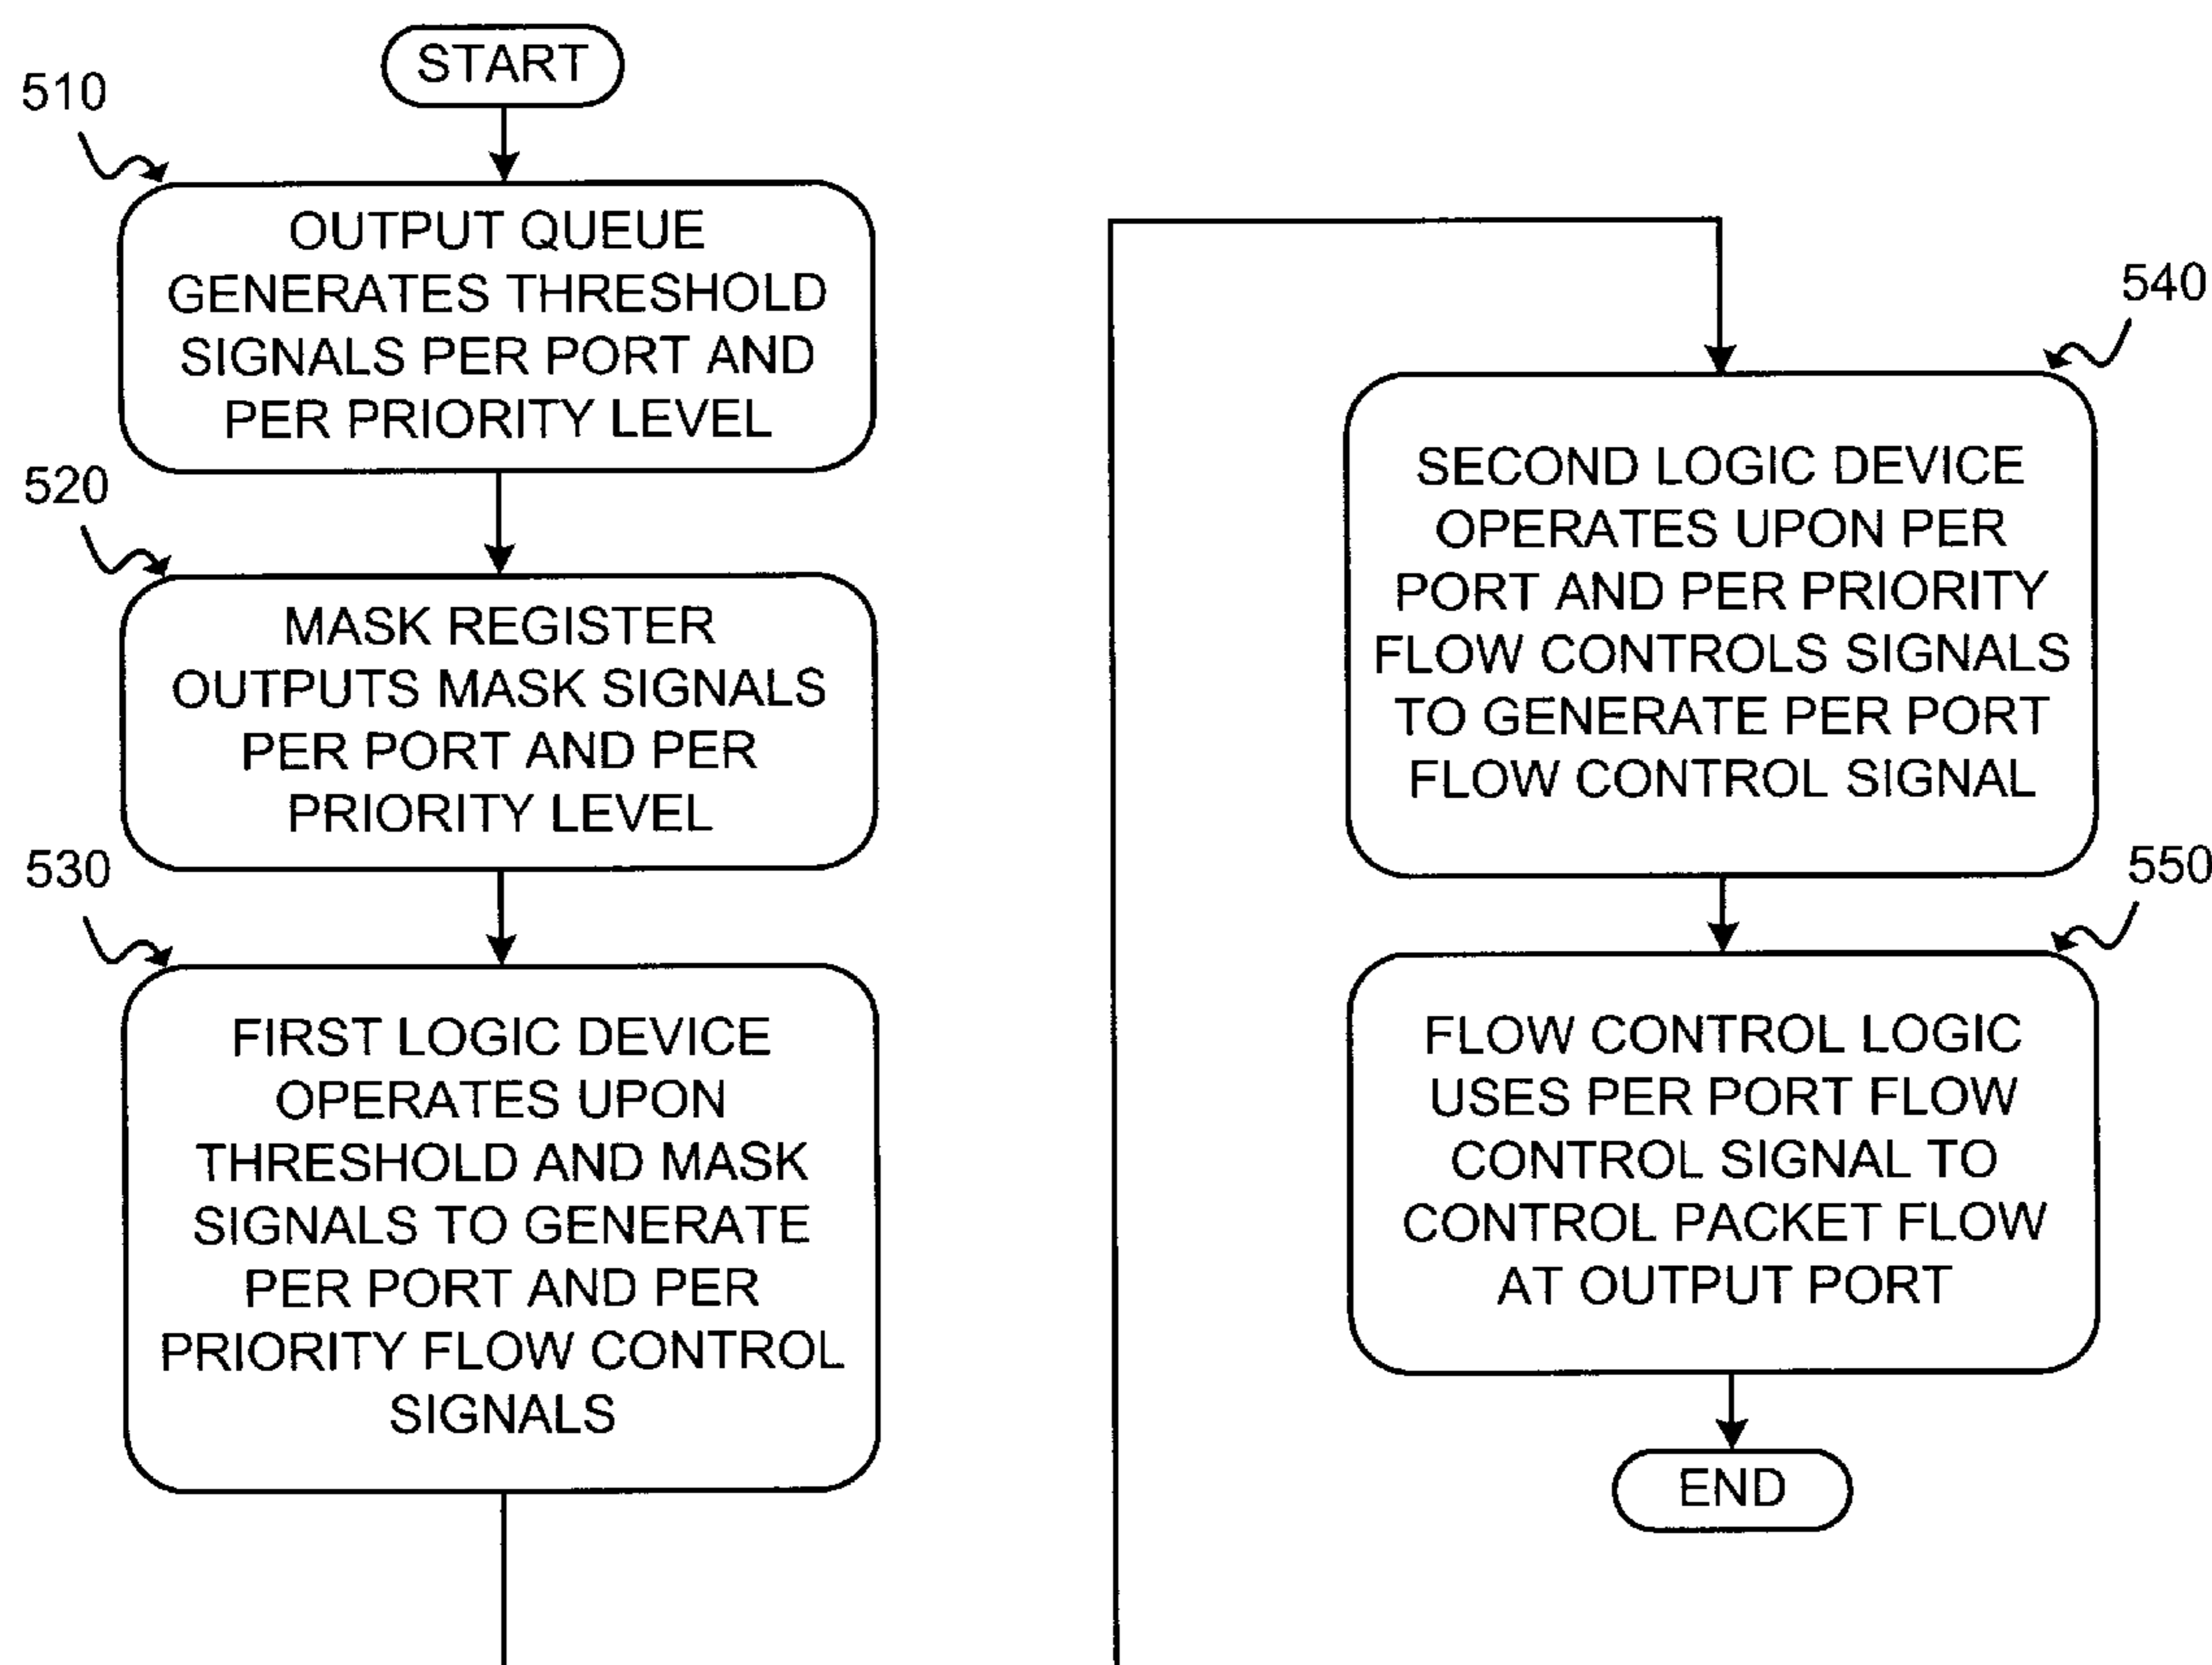 START
510
OUTPUT QUEUE
GENERATES THRESHOLD
SIGNALS PER PORT AND
PER PRIORITY LEVEL
520
MASK REGISTER
OUTPUTS MASK SIGNALS
PER PORT AND PER
PRIORITY LEVEL
530
FIRST LOGIC DEVICE
OPERATES UPON
THRESHOLD AND MASK
SIGNALS TO GENERATE
PER PORT AND PER
PRIORITY FLOW CONTROL
SIGNALS
540
SECOND LOGIC DEVICE
OPERATES UPON PER
PORT AND PER PRIORITY
FLOW CONTROLS SIGNALS
TO GENERATE PER PORT
FLOW CONTROL SIGNAL
550
FLOW CONTROL LOGIC
USES PER PORT FLOW
CONTROL SIGNAL TO
CONTROL PACKET FLOW
AT OUTPUT PORT
END